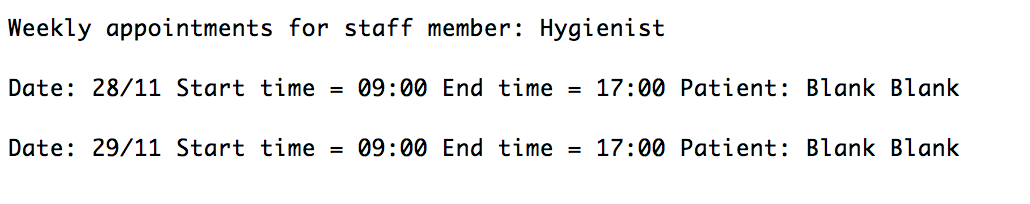 Weekly appointments for staff member: Hygienist
Date: 28/11 Start time = 09:00 End time = 17:00 Patient: Blank Blank
Date: 29/11 Start time = 09:00 End time = 17:00 Patient: Blank Blank